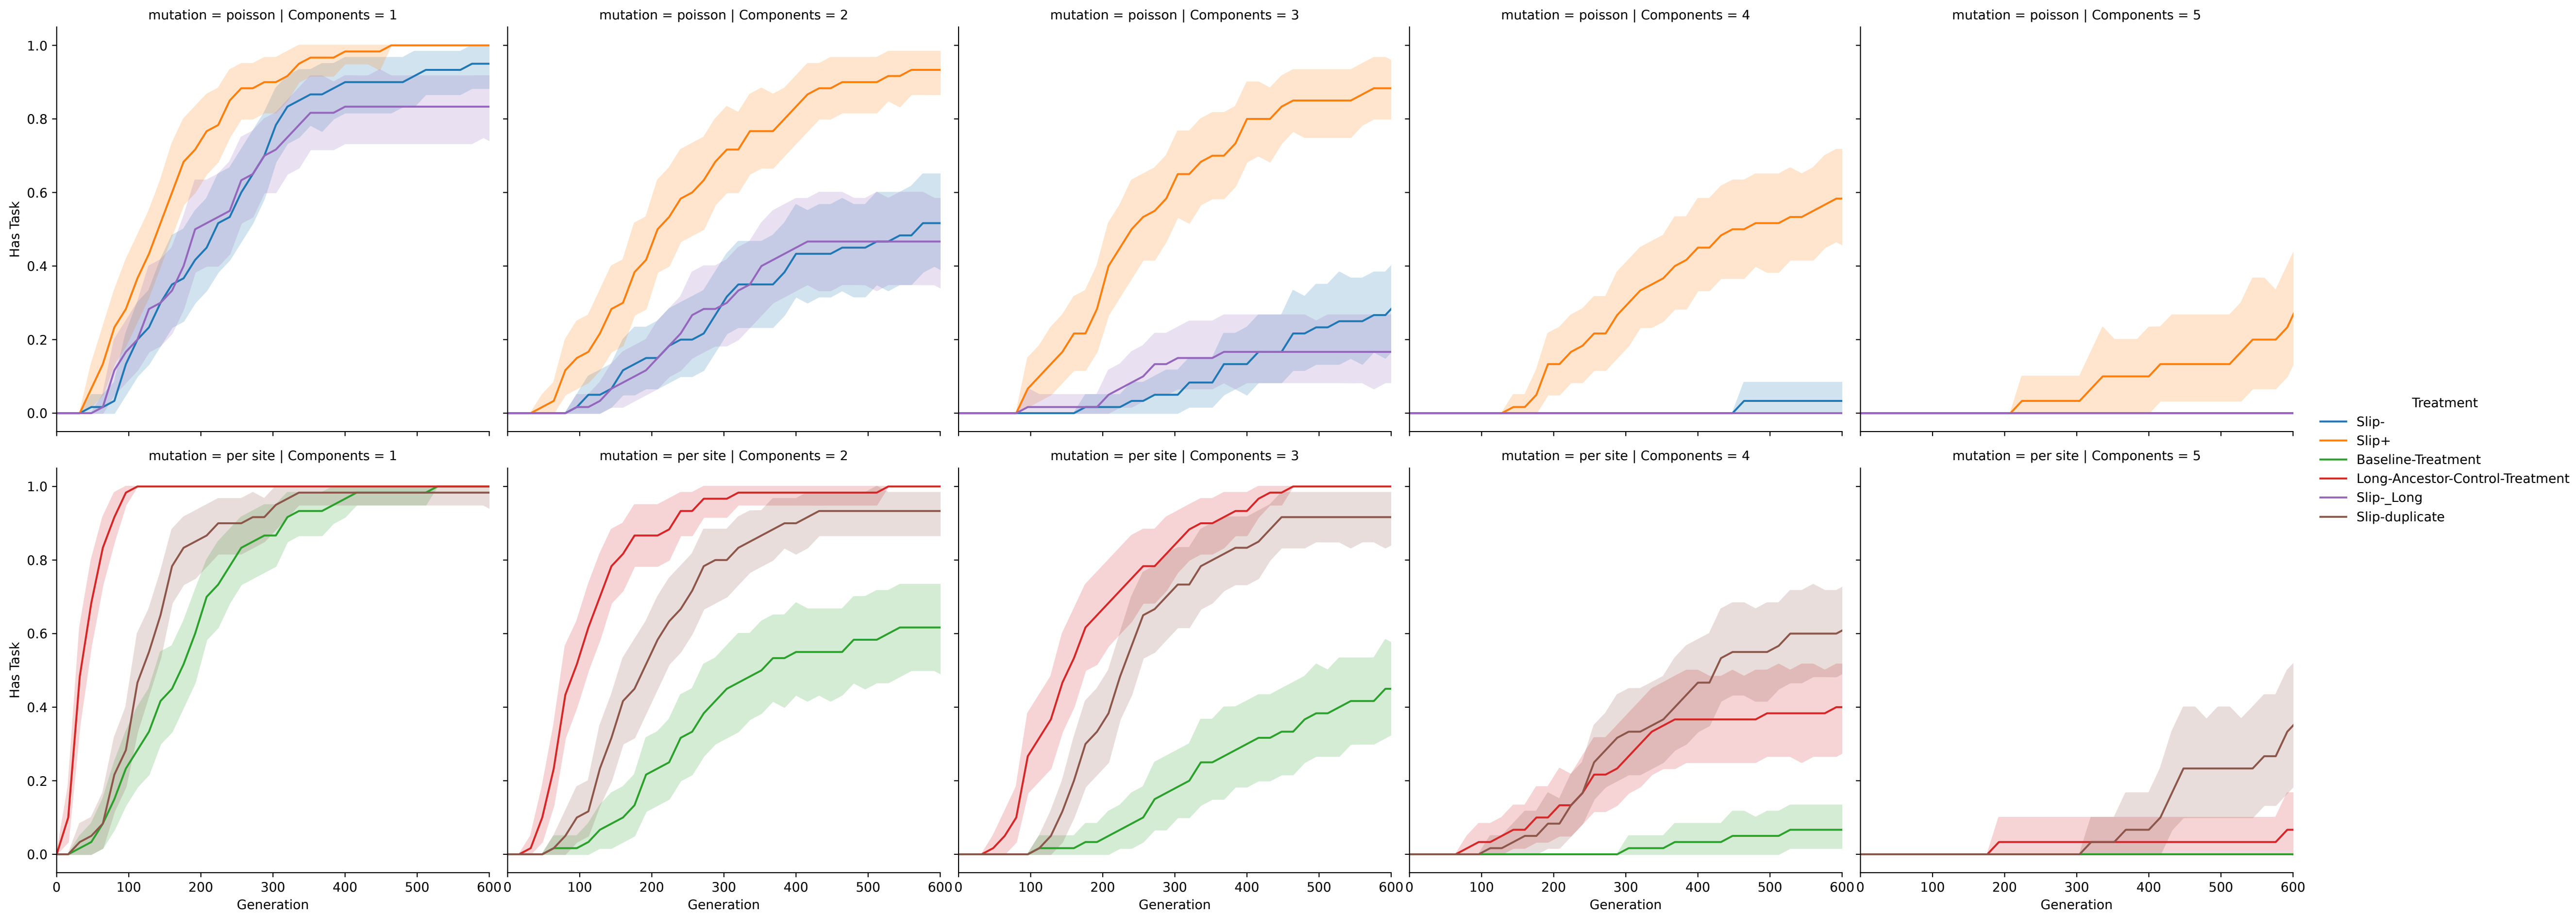 mutation = poisson | Components = 1
mutation = poisson | Components = 2
mutation = poisson | Components = 3
mutation = poisson | Components = 4
mutation = poisson | Components = 5
1.0
0.8
0.6
0.4
0.2
0.0
Has Task
mutation = per site | Components = 1
mutation = per site | Components = 2
mutation = per site | Components = 3
mutation = per site | Components = 4
mutation = per site | Components = 5
1.0
0.8
0.6
0.4
0.2
0.0
Has Task
0 100 200 300 400 500 600
0 100 200 300 400 500 600
0 100 200 300 400 500 600
0 100 200 300 400 500 600
0 100 200 300 400 500 600
Generation
Generation
Generation
Generation
Generation
Treatment
Slip-
Slip+
Baseline-Treatment
Long-Ancestor-Control-Treatment
Slip-_Long
Slip-duplicate